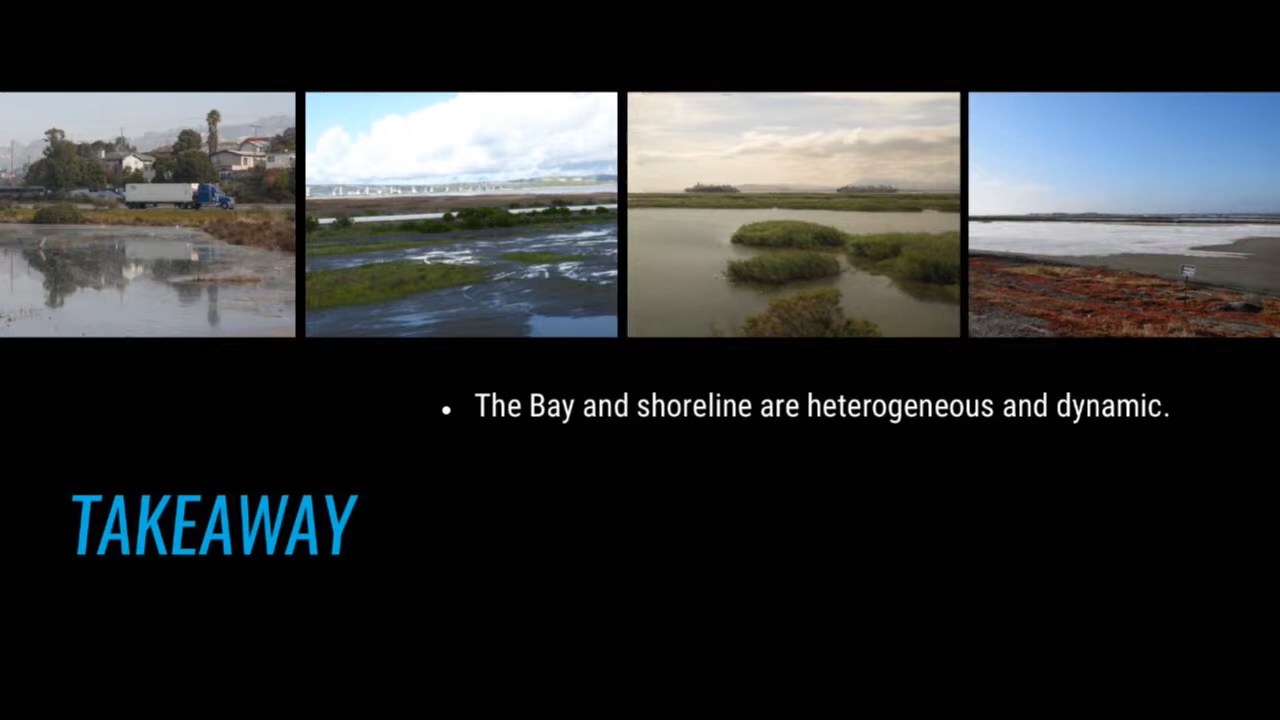 • The Bay and shoreline are heterogeneous and dynamic.
TAKEAWAY